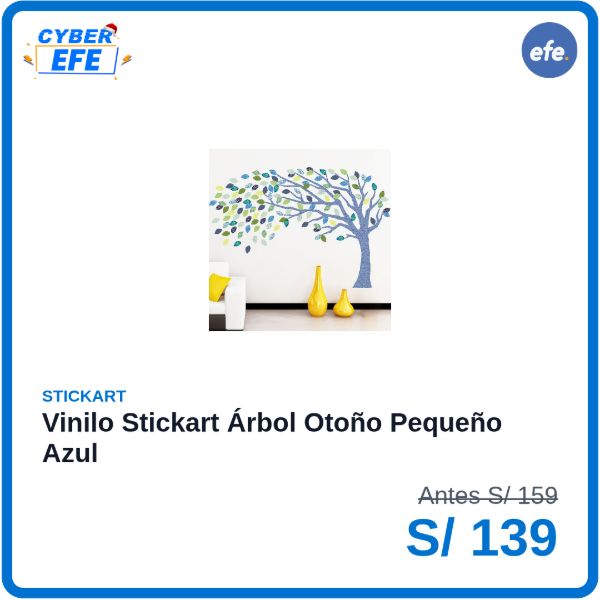 CYBER
EFE
efe.
STICKART
Vinilo Stickart Árbol Otoño Pequeño
Azul
Antes S/ 159
S/ 139